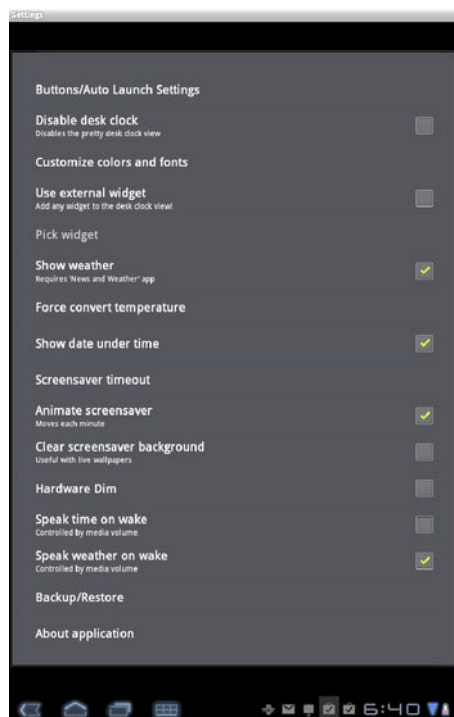 Settings
Buttons/Auto Launch Settings
Disable desk clock
Disables the pretty desk clock view
Customize colors and fonts
Use external widget
Add any widget to the desk clock view!
Pick widget
Show weather
Requires 'News and Weather' app
Force convert temperature
Show date under time
Screensaver timeout
Animate screensaver
Moves each minute
Clear screensaver background
Useful with live wallpapers
Hardware Dim
Speak time on wake
Controlled by media volume
Speak weather on wake
Controlled by media volume
Backup/Restore
About application
6:40